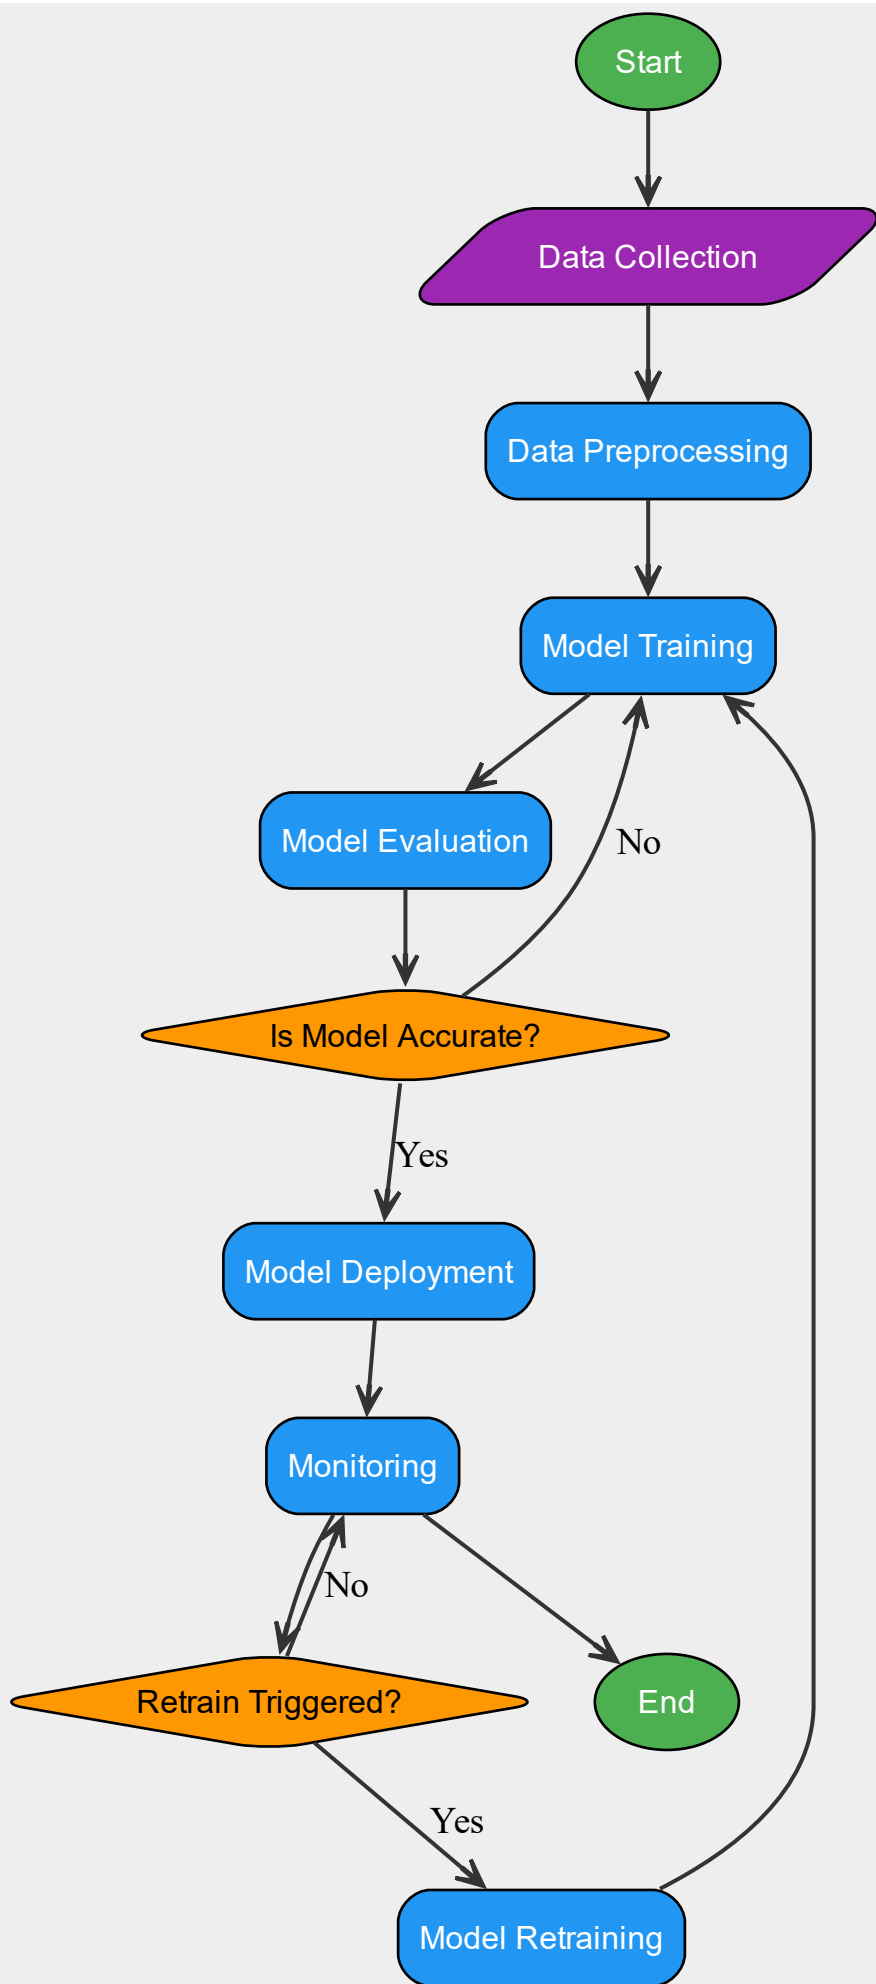 Start
Data Collection
Data Preprocessing
Model Training
Model Evaluation
No
Is Model Accurate?
Yes
Model Deployment
Monitoring
No
Retrain Triggered?
End
Yes
Model Retraining